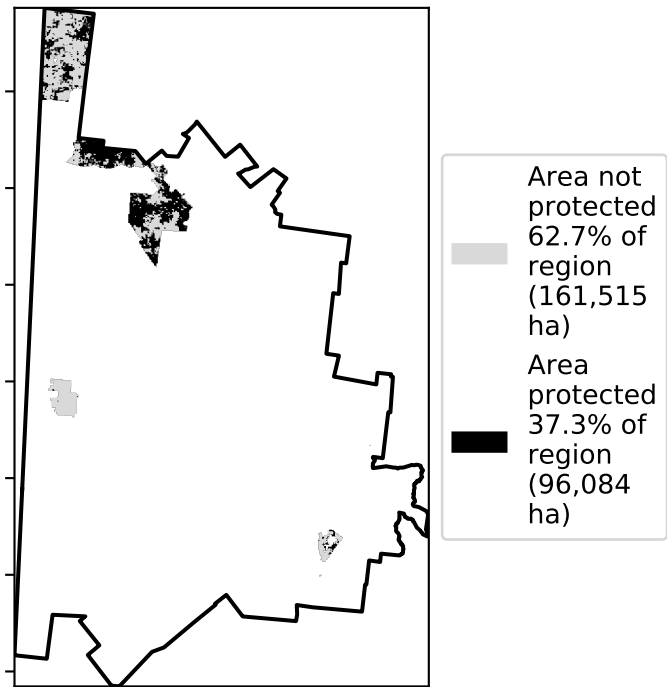 Area not
protected
62.7% of
region
(161,515
ha)
Area
protected
37.3% of
region
(96,084
ha)